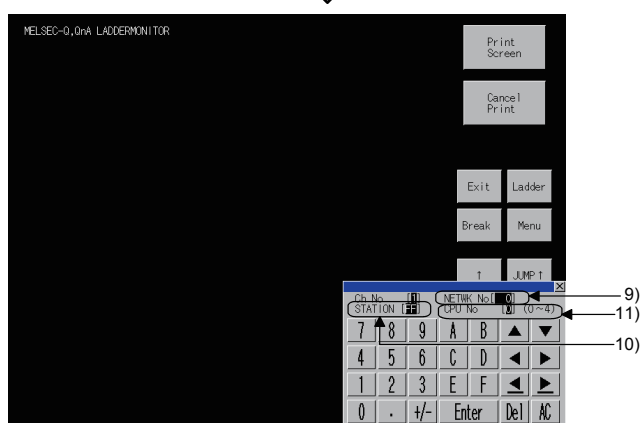 MELSEC-Q,QnA LADDERMONITOR
Print
Screen
Cancel
Print
Exit Ladder
Break Menu
↑ JUMP↑
Ch No [1] NETWK No[ 0] 9)
STATION [FF] CPU No [0] (0~4) 11)
10)
7 8 9 A B ▲ ▼
4 5 6 C D ◀ ▶
1 2 3 E F ◀ ▶
0 . +/- Enter Del AC